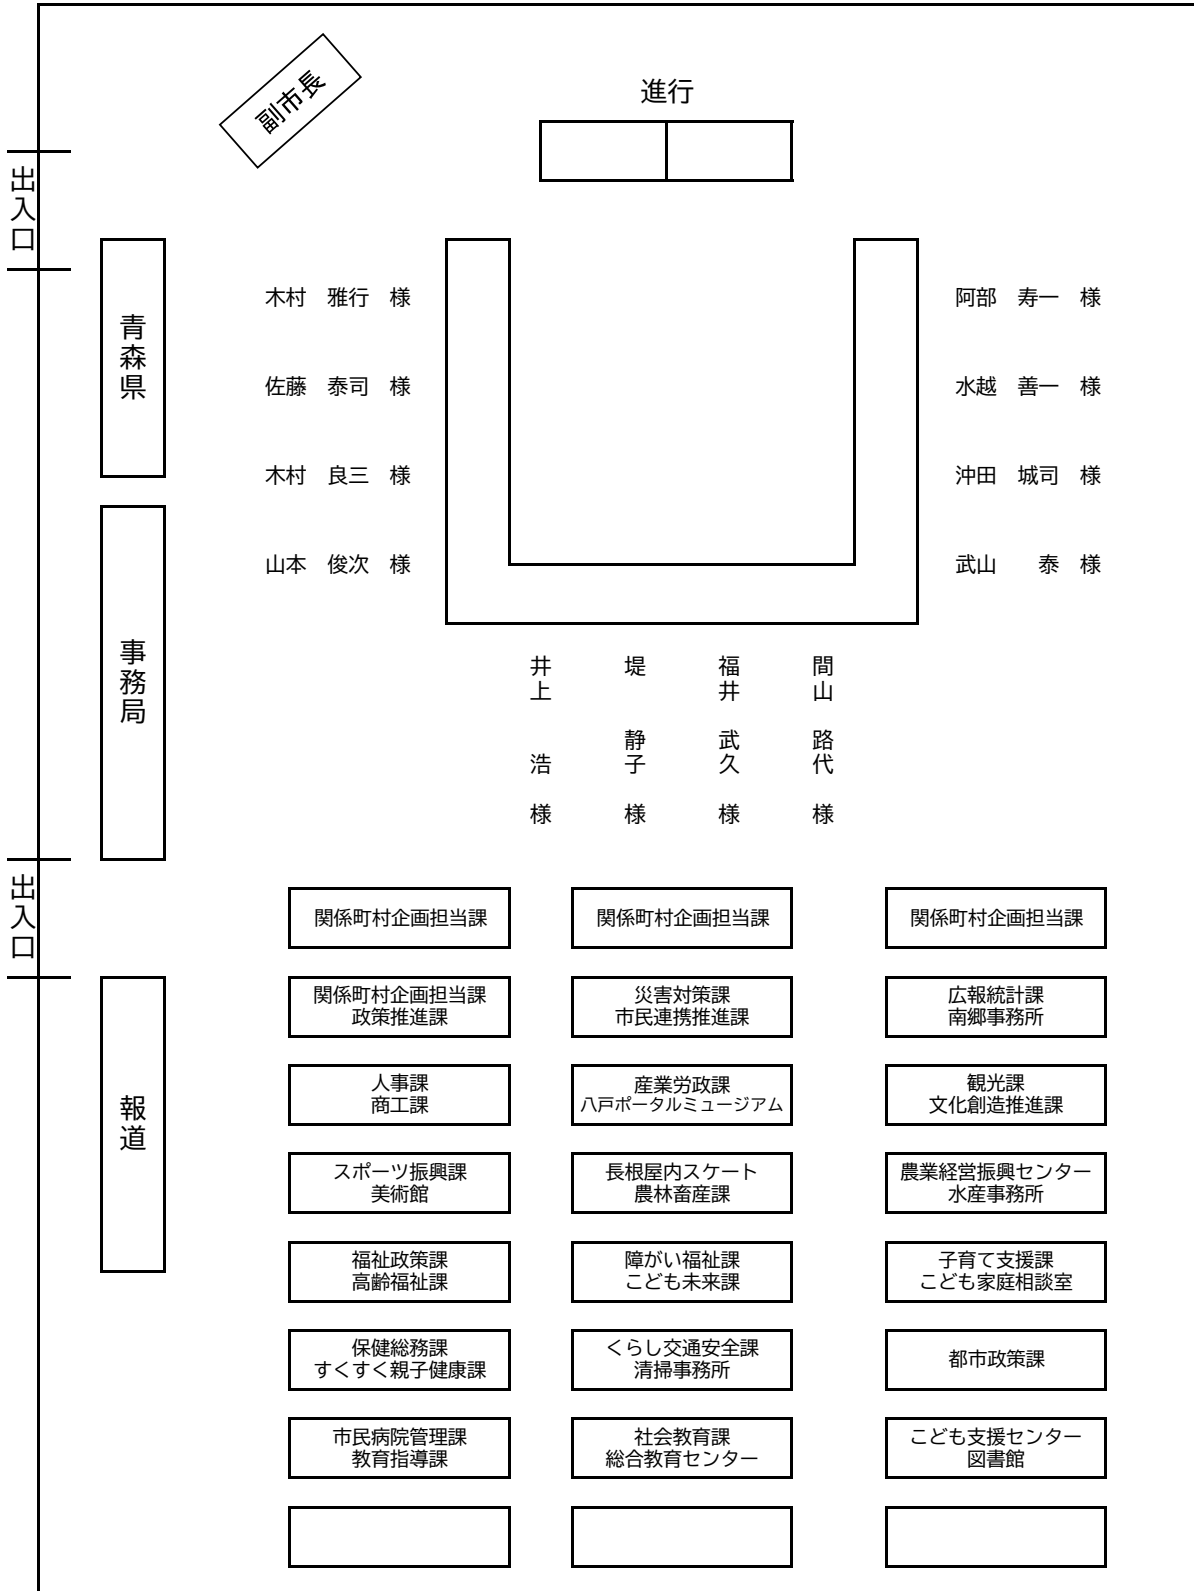 副市長
進行
出入口
青森県
木村　雅行　様
阿部　寿一　様
佐藤　泰司　様
水越　善一　様
木村　良三　様
沖田　城司　様
山本　俊次　様
武山　　泰　様
事務局
井上　　浩　様
堤　　静子　様
福井　武久　様
間山　路代　様
出入口
関係町村企画担当課
関係町村企画担当課
関係町村企画担当課
関係町村企画担当課
政策推進課
災害対策課
市民連携推進課
広報統計課
南郷事務所
報道
人事課
商工課
産業労政課
八戸ポータルミュージアム
観光課
文化創造推進課
スポーツ振興課
美術館
長根屋内スケート
農林畜産課
農業経営振興センター
水産事務所
福祉政策課
高齢福祉課
障がい福祉課
こども未来課
子育て支援課
こども家庭相談室
保健総務課
すくすく親子健康課
くらし交通安全課
清掃事務所
都市政策課
市民病院管理課
教育指導課
社会教育課
総合教育センター
こども支援センター
図書館